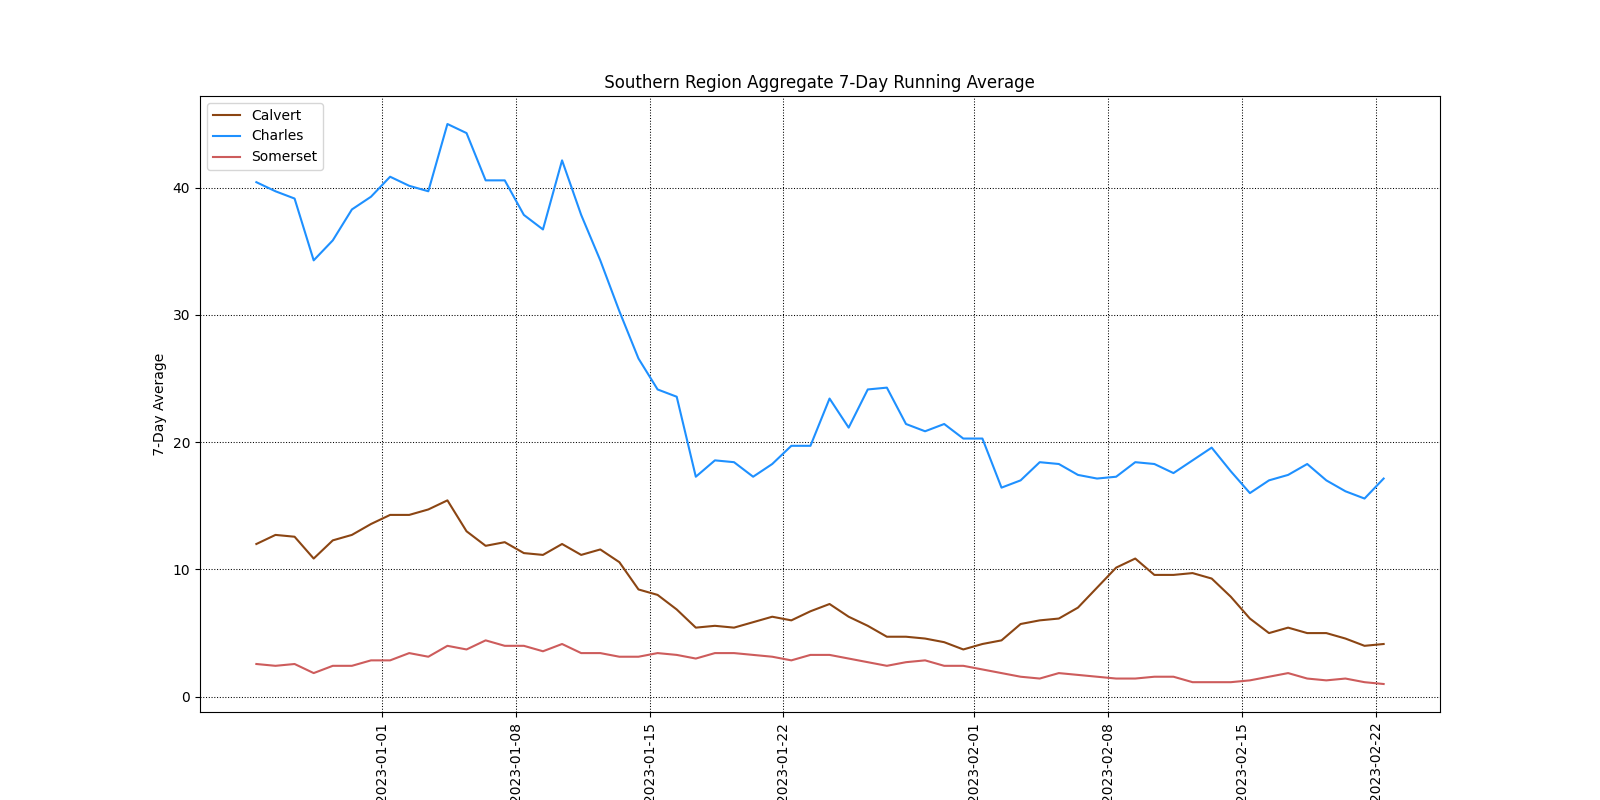 Southern Region Aggregate 7-Day Running Average
Calvert
Charles
Somerset
7-Day Average
40
30
20
10
0
2023-01-01
2023-01-08
2023-01-15
2023-01-22
2023-02-01
2023-02-08
2023-02-15
2023-02-22